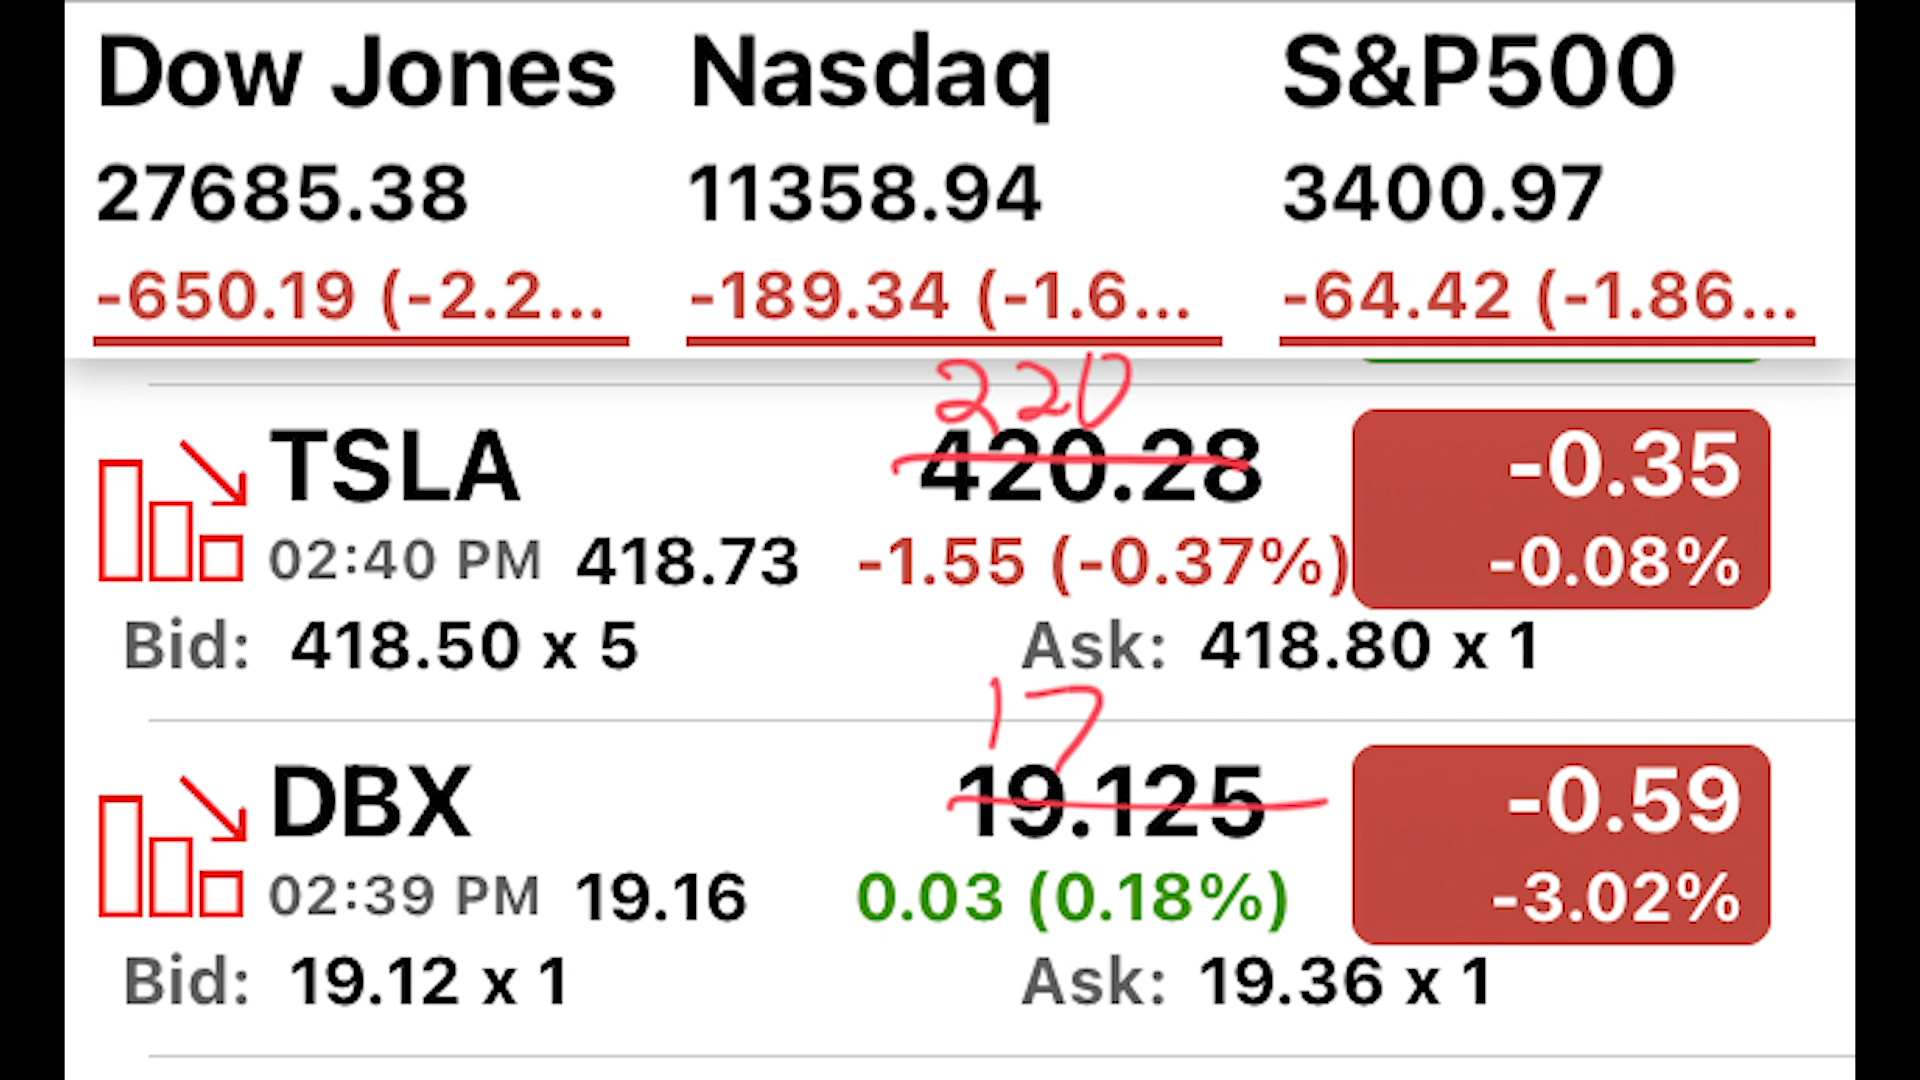 Dow Jones Nasdaq S&P500
27685.38 11358.94 3400.97
-650.19 (-2.2... -189.34 (-1.6... -64.42 (-1.86...
220
TSLA 420.28 -0.35
02:40 PM 418.73 -1.55 (-0.37%) -0.08%
Bid: 418.50 x 5 Ask: 418.80 x 1
17
DBX 19.125 -0.59
02:39 PM 19.16 0.03 (0.18%) -3.02%
Bid: 19.12 x 1 Ask: 19.36 x 1